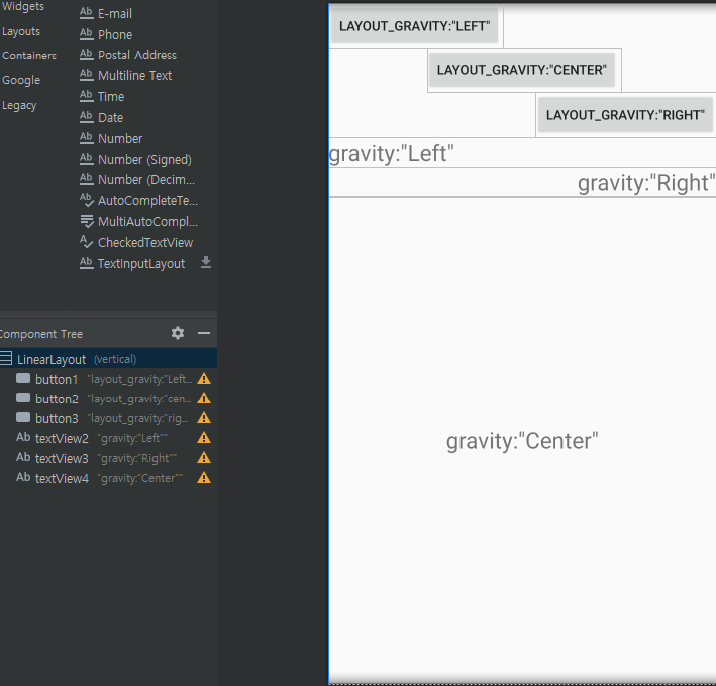 Widgets
Layouts
Containers
Google
Legacy
Ab E-mail
Ab Phone
Ab Postal Address
Ab Multiline Text
Ab Time
Ab Date
Ab Number
Ab Number (Signed)
Ab Number (Decim...
Ab AutoCompleteTe...
MultiAutoCompl...
A CheckedTextView
Ab TextInputLayout
Component Tree
LinearLayout (vertical)
button1 "layout_gravity:"Left...
button2 "layout_gravity:"cen...
button3 "layout_gravity:"rig...
Ab textView2 "gravity:"Left""
Ab textView3 "gravity:"Right""
Ab textView4 "gravity:"Center""
LAYOUT_GRAVITY:"LEFT"
LAYOUT_GRAVITY:"CENTER"
LAYOUT_GRAVITY:"RIGHT"
gravity:"Left"
gravity:"Right"
gravity:"Center"